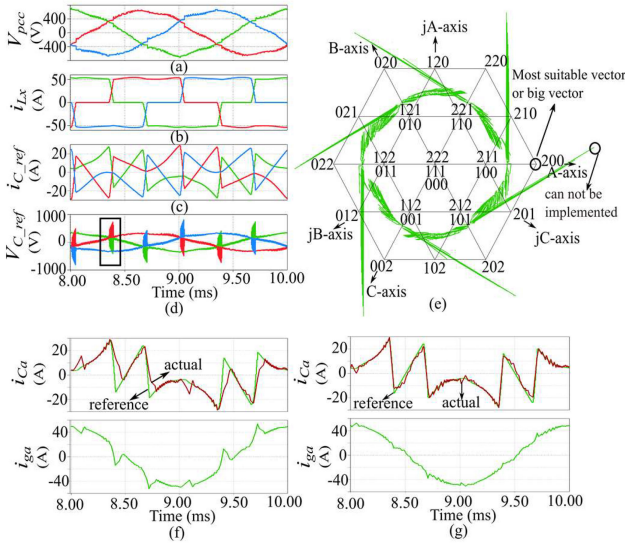 V_pcc (V)
400
0
-400
(a)
i_Lx (A)
50
0
-50
(b)
i_C_ref (A)
20
0
-20
(c)
V_C_ref (V)
1000
0
-1000
8.00 8.50 9.00 9.50 10.00
Time (ms)
(d)
jA-axis
B-axis
020 120 220
Most suitable vector
or big vector
021 121 221 210
010 110
022 122 222 211 200
011 111 100
000
A-axis
can not be
implemented
012 112 212 201
001 101
jB-axis
jC-axis
002 102 202
C-axis
(e)
i_Ca (A)
20
0
-20
actual
reference
i_ga (A)
40
0
-40
8.00 8.50 9.00 9.50 10.00
Time (ms)
(f)
i_Ca (A)
20
0
-20
reference
actual
i_ga (A)
40
0
-40
8.00 8.50 9.00 9.50 10.00
Time (ms)
(g)